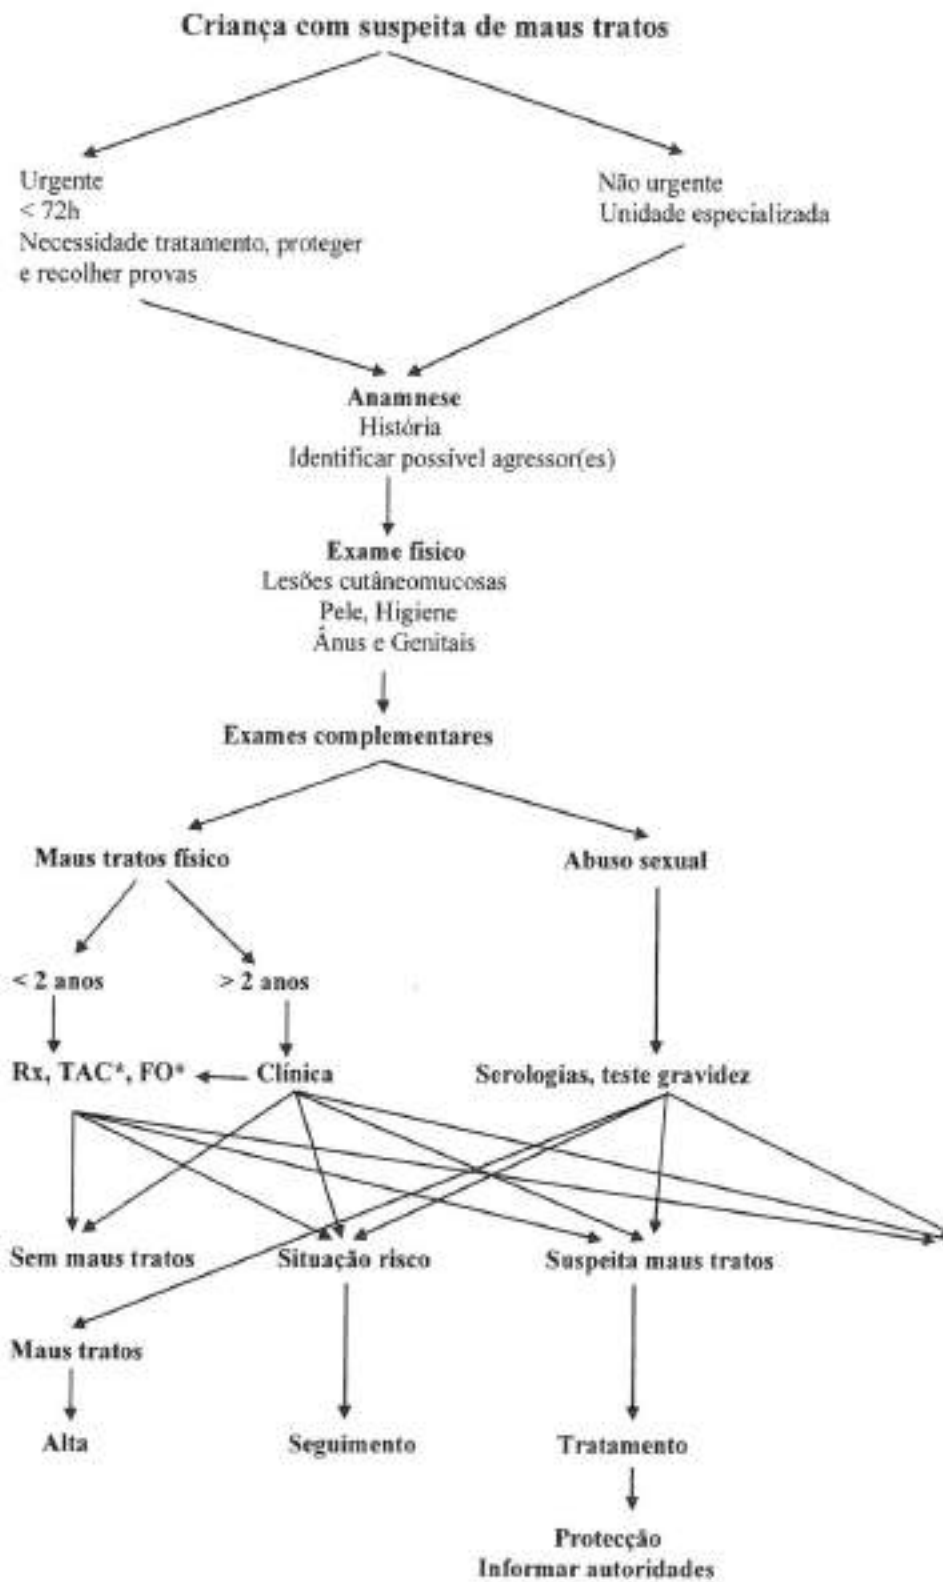 Criança com suspeita de maus tratos
Urgente
< 72h
Necessidade tratamento, proteger
e recolher provas
Não urgente
Unidade especializada
Anamnese
História
Identificar possível agressor(es)
Exame físico
Lesões cutâneomucosas
Pele, Higiene
Ânus e Genitais
Exames complementares
Maus tratos físico
Abuso sexual
< 2 anos
> 2 anos
Rx, TAC*, FO*
Clínica
Serologias, teste gravidez
Sem maus tratos
Situação risco
Suspeita maus tratos
Maus tratos
Alta
Seguimento
Tratamento
Protecção
Informar autoridades